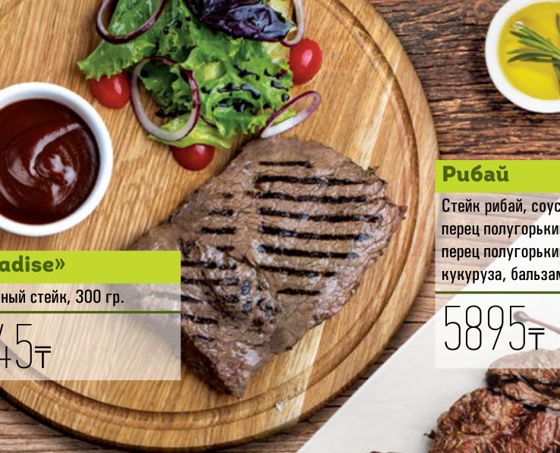 Рибай
Стейк рибай, соус
перец полугорьки
перец полугорьки
кукуруза, бальзам
5895₸
adise»
ный стейк, 300 гр.
45₸